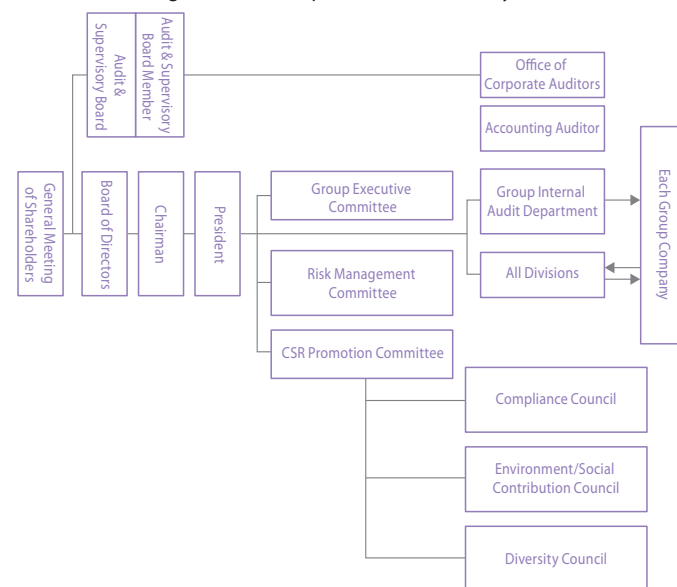 Audit & Supervisory
Board Member
Audit &
Supervisory Board
Office of
Corporate Auditors
Accounting Auditor
General Meeting
of Shareholders
Board of Directors
Chairman
President
Group Executive
Committee
Group Internal
Audit Department
Each Group Company
Risk Management
Committee
All Divisions
CSR Promotion Committee
Compliance Council
Environment/Social
Contribution Council
Diversity Council